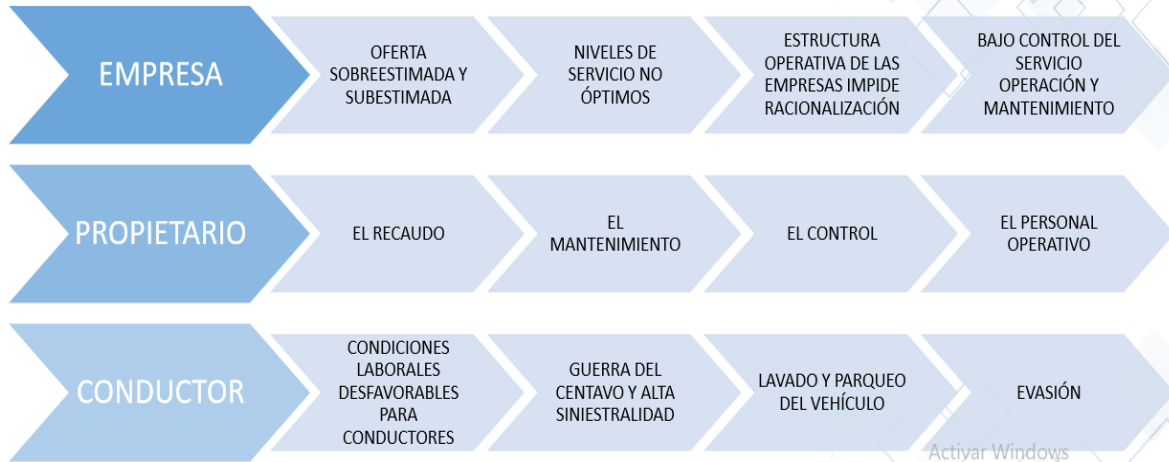 EMPRESA
OFERTA
SOBREESTIMADA Y
SUBESTIMADA
NIVELES DE
SERVICIO NO
ÓPTIMOS
ESTRUCTURA
OPERATIVA DE LAS
EMPRESAS IMPIDE
RACIONALIZACIÓN
BAJO CONTROL DEL
SERVICIO
OPERACIÓN Y
MANTENIMIENTO
PROPIETARIO
EL RECAUDO
EL
MANTENIMIENTO
EL CONTROL
EL PERSONAL
OPERATIVO
CONDUCTOR
CONDICIONES
LABORALES
DESFAVORABLES
PARA
CONDUCTORES
GUERRA DEL
CENTAVO Y ALTA
SINIESTRALIDAD
LAVADO Y PARQUEO
DEL VEHÍCULO
EVASIÓN
Activar Windows